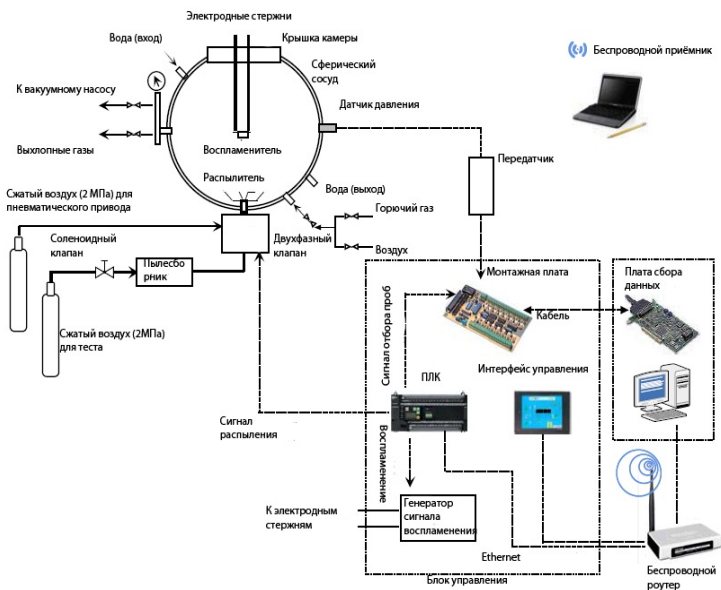 Электродные стержни
Вода (вход)
Крышка камеры
Сферический
сосуд
Беспроводной приёмник
К вакуумному насосу
Датчик давления
Воспламенитель
Выхлопные газы
Передатчик
Распылитель
Вода (выход)
Сжатый воздух (2 МПа) для
пневматического привода
Горючий газ
Соленоидный
клапан
Двухфазный
клапан
Воздух
Пылесбо
рник
Монтажная плата
Плата сбора
данных
Кабель
Сигнал отбора проб
Сжатый воздух (2МПа)
для теста
ПЛК
Интерфейс управления
Сигнал
распыления
Воспламенение
К электродным
стержням
Генератор
сигнала
воспламенения
Ethernet
Блок управления
Беспроводной
роутер